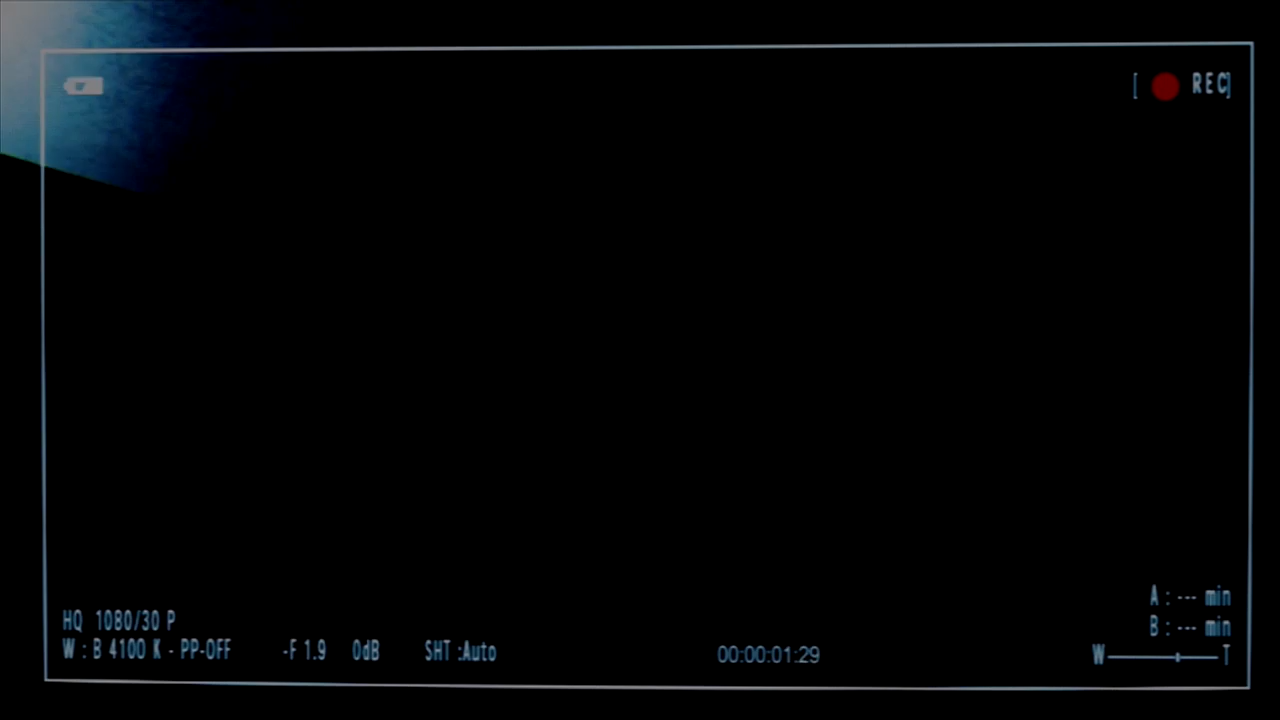 [ REC]
A : --- min
HQ 1080/30 P
B : --- min
W : B 4100 K - PP-OFF -F 1.9 0dB SHT :Auto 00:00:01:29 W T